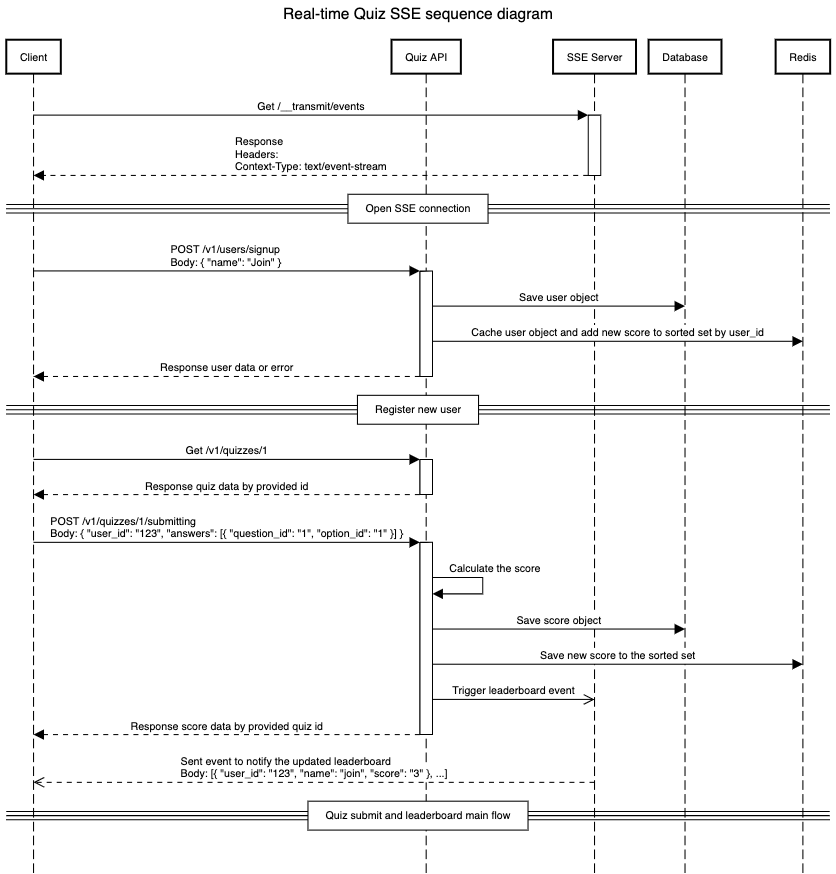 Real-time Quiz SSE sequence diagram
Client
Quiz API
SSE Server
Database
Redis
Get /__transmit/events
Response
Headers:
Context-Type: text/event-stream
Open SSE connection
POST /v1/users/signup
Body: { "name": "Join" }
Save user object
Cache user object and add new score to sorted set by user_id
Response user data or error
Register new user
Get /v1/quizzes/1
Response quiz data by provided id
POST /v1/quizzes/1/submitting
Body: { "user_id": "123", "answers": [{ "question_id": "1", "option_id": "1" }] }
Calculate the score
Save score object
Save new score to the sorted set
Trigger leaderboard event
Response score data by provided quiz id
Sent event to notify the updated leaderboard
Body: [{ "user_id": "123", "name": "join", "score": "3" }, ...]
Quiz submit and leaderboard main flow